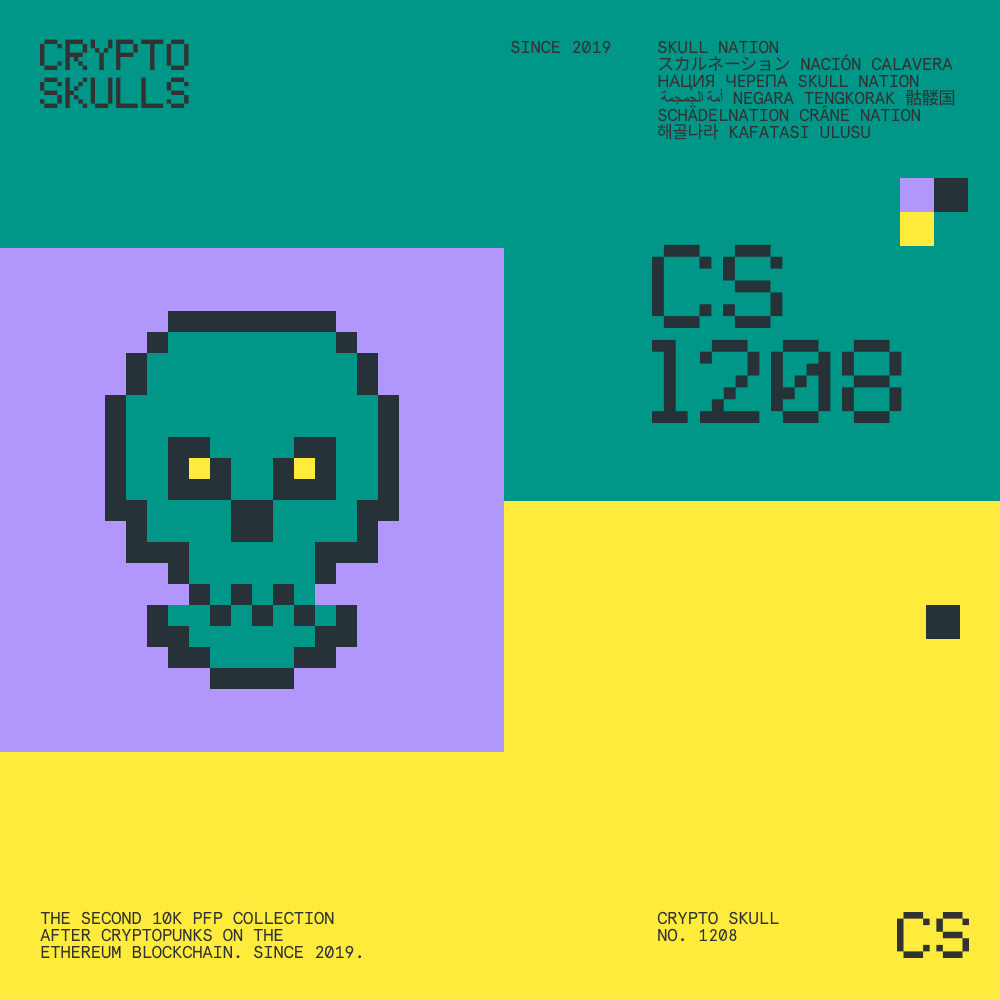 CRYPTO
SKULLS
SINCE 2019
SKULL NATION
スカルネーション NACIÓN CALAVERA
НАЦИЯ ЧЕРЕПА SKULL NATION
أمة الجمجمة NEGARA TENGKORAK 骷髅国
SCHÄDELNATION CRÂNE NATION
해골나라 KAFATASI ULUSU
CS
1208
THE SECOND 10K PFP COLLECTION
AFTER CRYPTOPUNKS ON THE
ETHEREUM BLOCKCHAIN. SINCE 2019.
CRYPTO SKULL
NO. 1208
CS